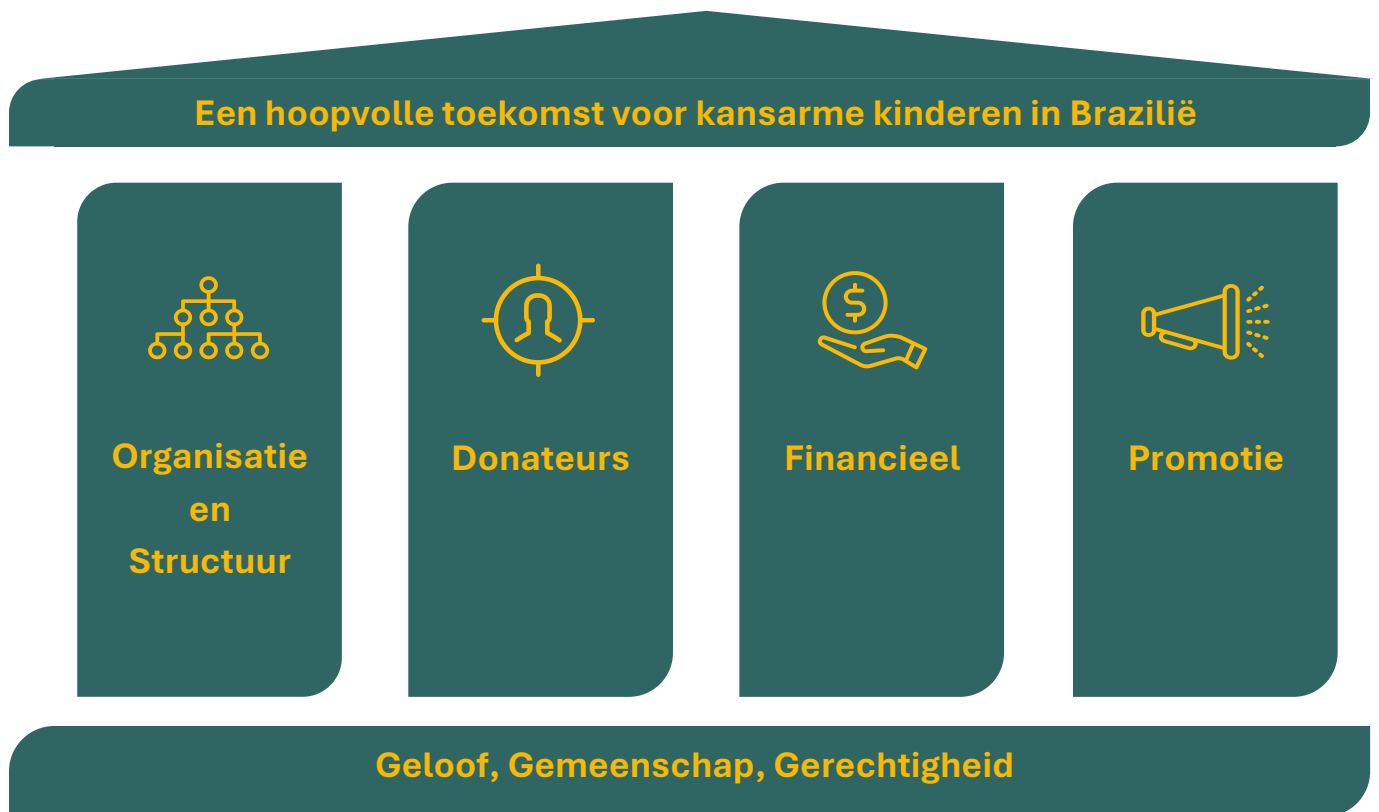 Een hoopvolle toekomst voor kansarme kinderen in Brazilië
Organisatie
en
Structuur
Donateurs
$
Financieel
Promotie
Geloof, Gemeenschap, Gerechtigheid